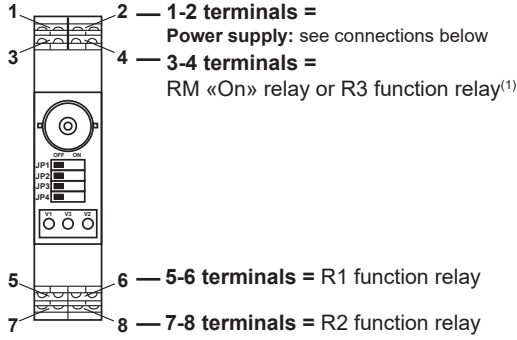 1 2 — 1-2 terminals =
Power supply: see connections below
3 4 — 3-4 terminals =
RM «On» relay or R3 function relay(1)
OFF ON
JP1
JP2
JP3
JP4
V1 V3 V2
5 6 — 5-6 terminals = R1 function relay
7 8 — 7-8 terminals = R2 function relay